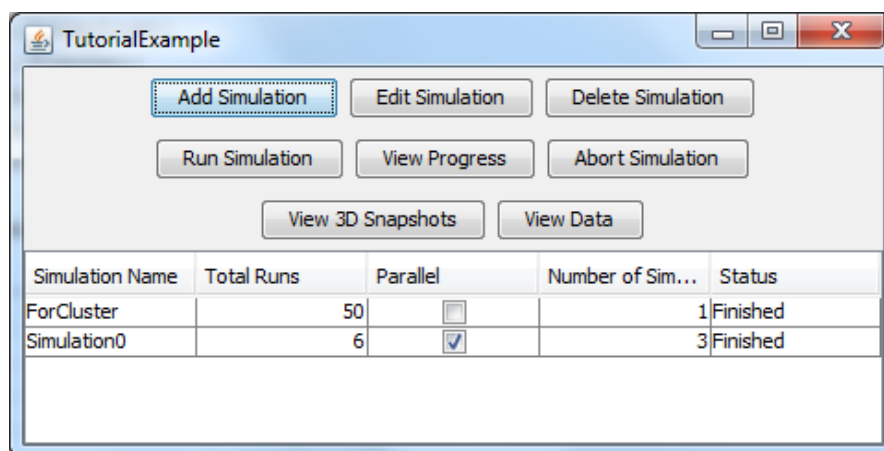 TutorialExample
Add Simulation Edit Simulation Delete Simulation
Run Simulation View Progress Abort Simulation
View 3D Snapshots View Data
Simulation Name Total Runs Parallel Number of Sim... Status
ForCluster 50 1 Finished
Simulation0 6 3 Finished